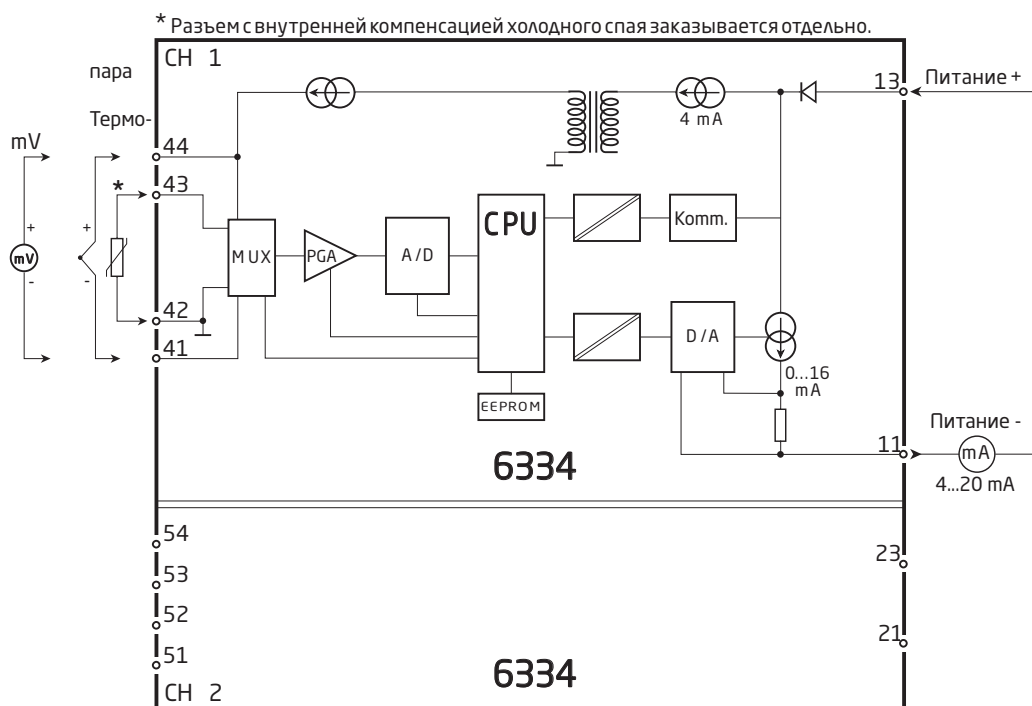 * Разъем с внутренней компенсацией холодного спая заказывается отдельно.
CH 1
пара
Термо-
mV
44
43
*
+
+
mV
-
-
42
41
MUX
PGA
A/D
CPU
EEPROM
4 mA
Komm.
D/A
0...16
mA
13
Питание +
Питание -
11
mA
4...20 mA
6334
54
53
52
51
23
21
6334
CH 2